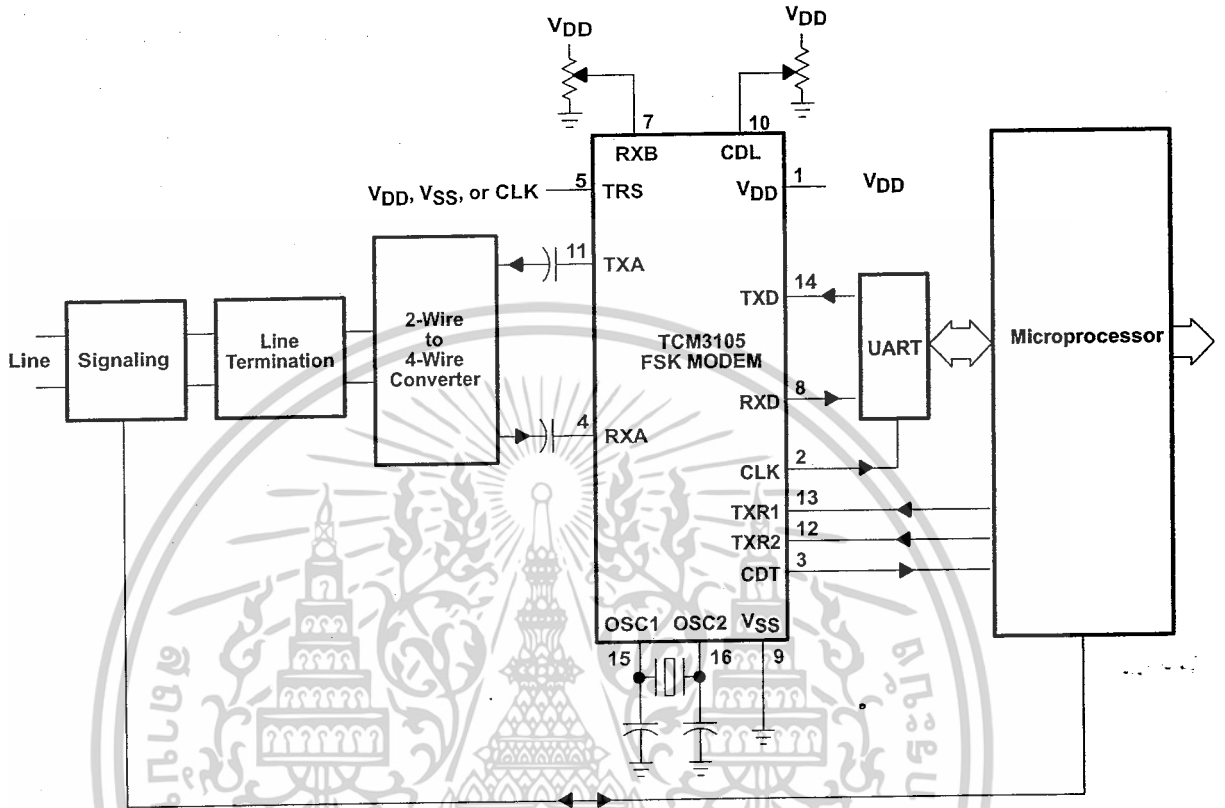 VDD
VDD
7
10
RXB
CDL
5
VDD, VSS, or CLK
TRS
VDD
1
VDD
11
TXA
TXD
14
2-Wire
to
4-Wire
Converter
Line
Signaling
Line
Termination
TCM3105
FSK MODEM
UART
Microprocessor
RXD
8
4
RXA
CLK
2
TXR1
13
TXR2
12
CDT
3
OSC1
OSC2
VSS
15
16
9